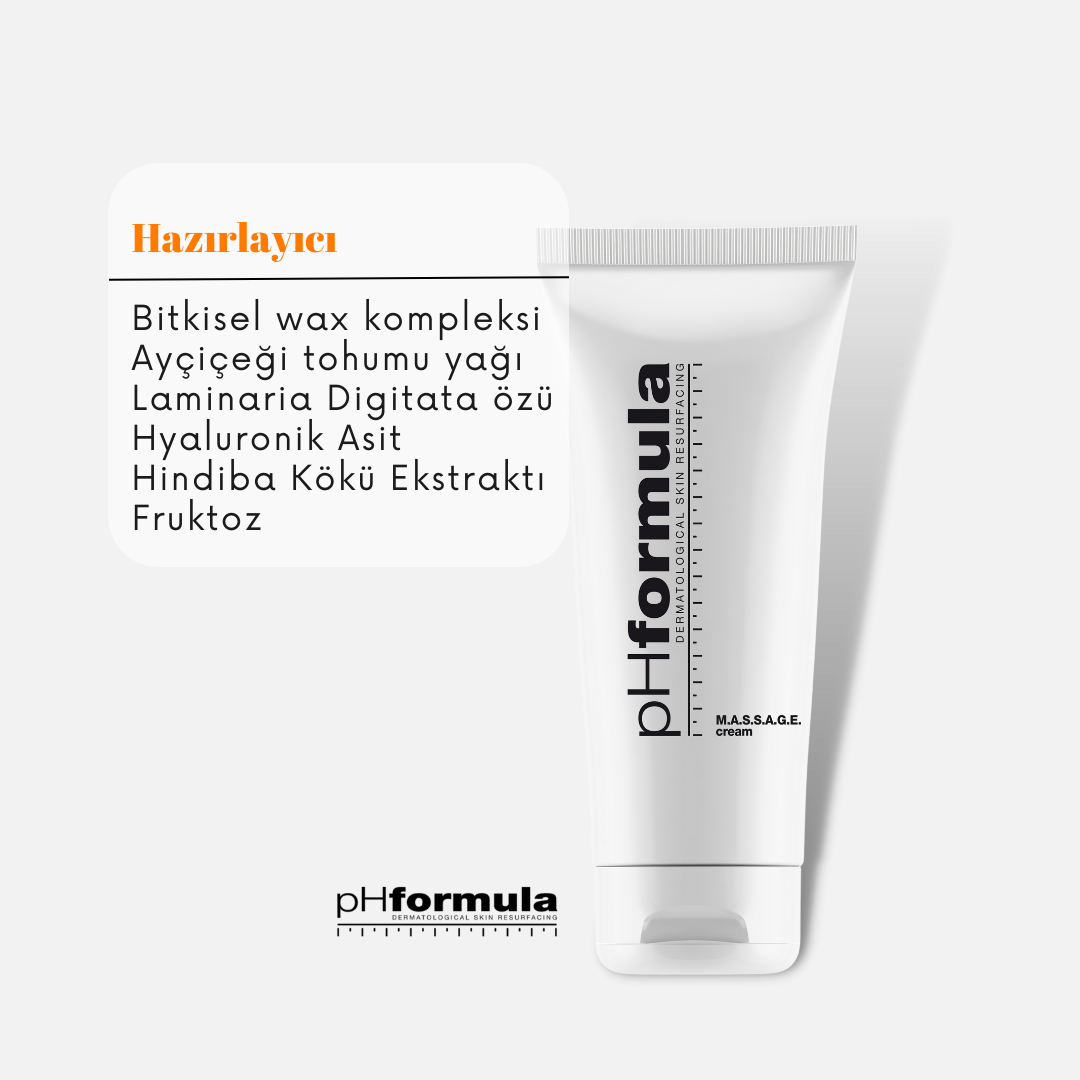 Hazırlayıcı
Bitkisel wax kompleksi
Ayçiçeği tohumu yağı
Laminaria Digitata özü
Hyaluronik Asit
Hindiba Kökü Ekstraktı
Fruktoz
pHformula
DERMATOLOGICAL SKIN RESURFACING
M.A.S.S.A.G.E.
cream
pHformula
DERMATOLOGICAL SKIN RESURFACING